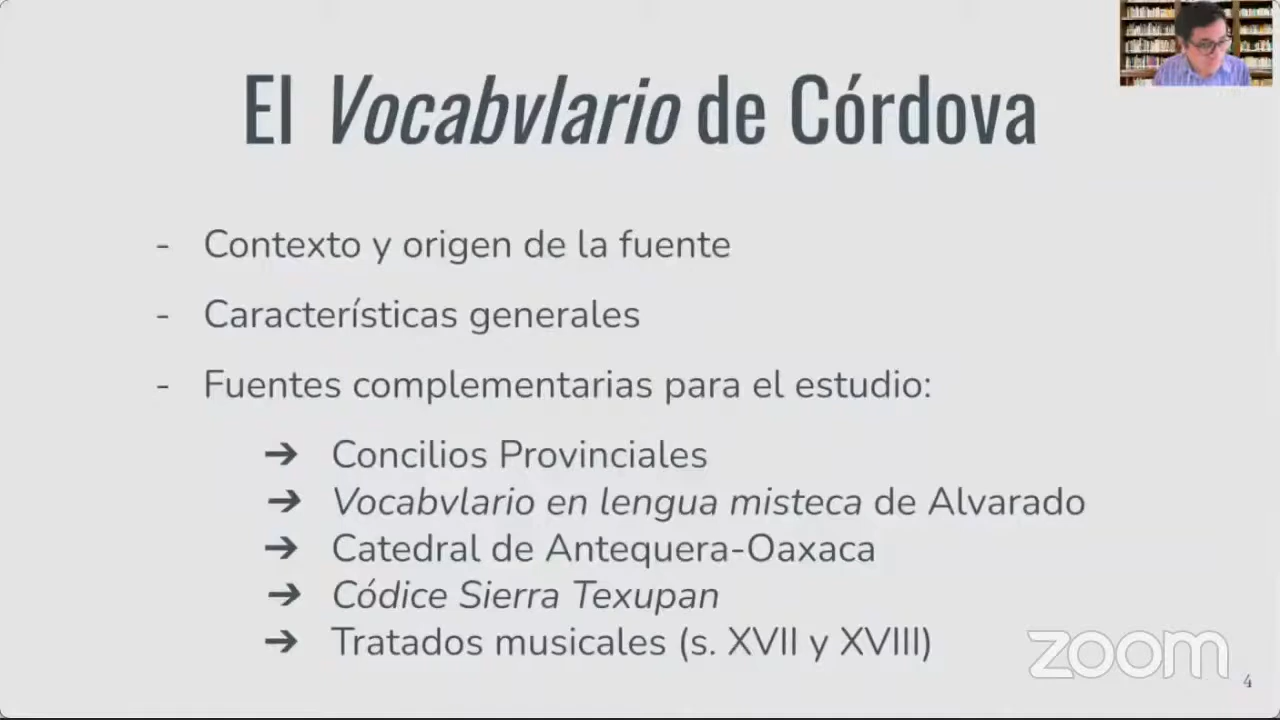 El Vocabvlario de Córdova
- Contexto y origen de la fuente
- Características generales
- Fuentes complementarias para el estudio:
➔ Concilios Provinciales
➔ Vocabvlario en lengua misteca de Alvarado
➔ Catedral de Antequera-Oaxaca
➔ Códice Sierra Texupan
➔ Tratados musicales (s. XVII y XVIII)
zoom
4